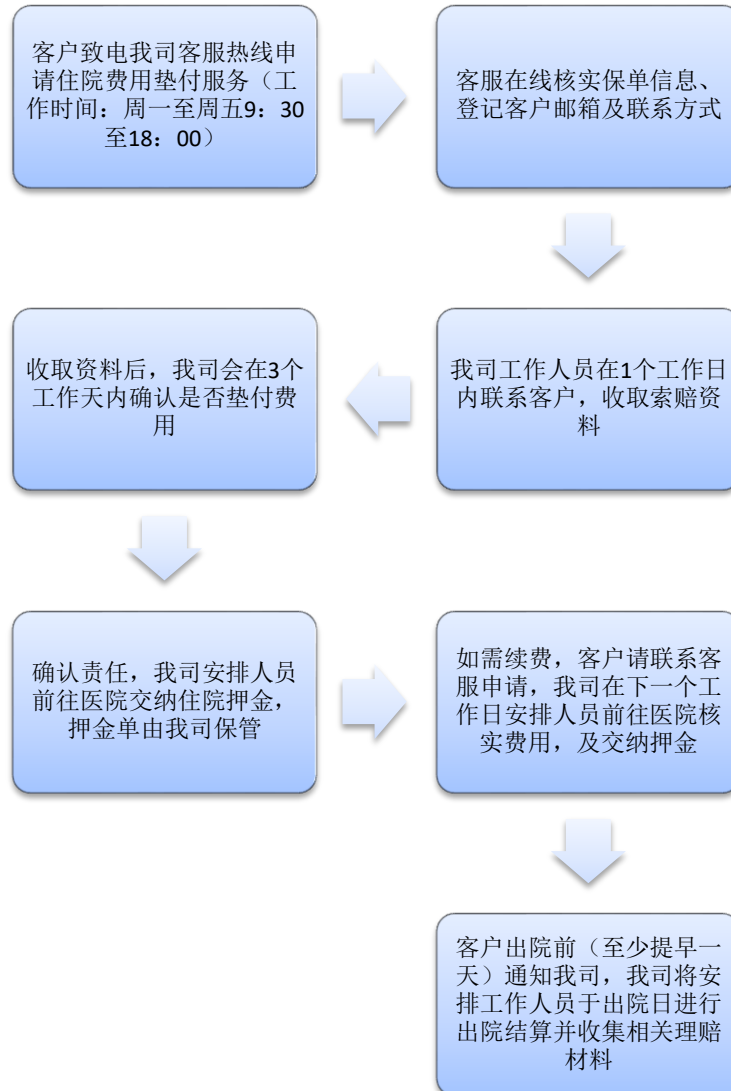 客户致电我司客服热线申
请住院费用垫付服务（工
作时间：周一至周五9：30
至18：00）
客服在线核实保单信息、
登记客户邮箱及联系方式
我司工作人员在1个工作日
内联系客户，收取索赔资
料
收取资料后，我司会在3个
工作天内确认是否垫付费
用
确认责任，我司安排人员
前往医院交纳住院押金，
押金单由我司保管
如需续费，客户请联系客
服申请，我司在下一个工
作日安排人员前往医院核
实费用，及交纳押金
客户出院前（至少提早一
天）通知我司，我司将安
排工作人员于出院日进行
出院结算并收集相关理赔
材料